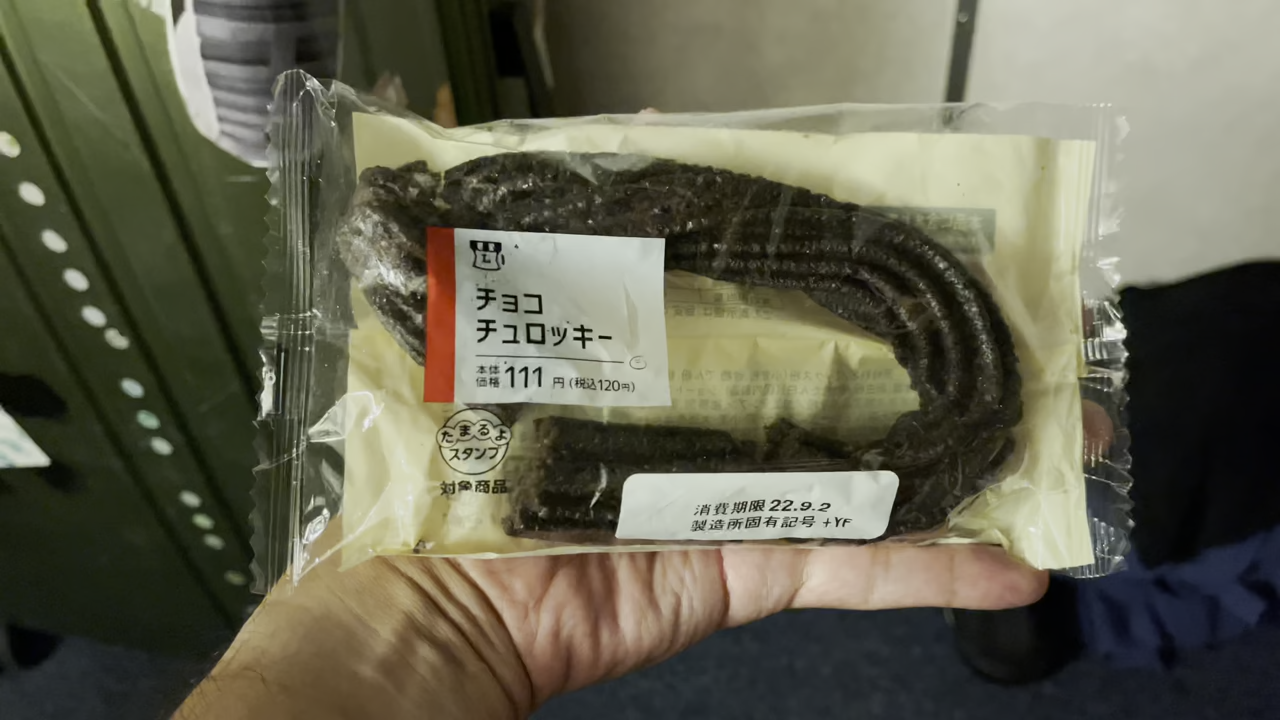 チョコ
チュロッキー
本体
価格 111 円 (税込120円)
たまるよ
スタンプ
対象商品
消費期限 22.9.2
製造所固有記号 +YF